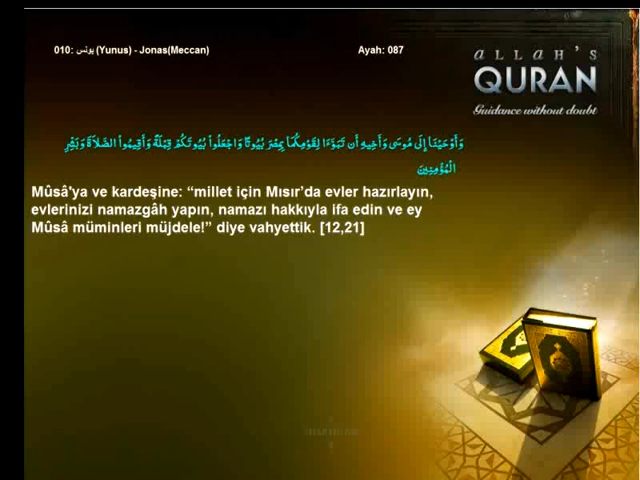 010: يونس (Yunus) - Jonas(Meccan) Ayah: 087
ALLAH'S
QURAN
Guidance without doubt
وَأَوْحَيْنَا إِلَى مُوسَى وَأَخِيهِ أَن تَبَوَّءَا لِقَوْمِكُمَا بِمِصْرَ بُيُوتًا وَاجْعَلُواْ بُيُوتَكُمْ قِبْلَةً وَأَقِيمُواْ الصَّلاَةَ وَبَشِّرِ
الْمُؤْمِنِينَ
Mûsâ'ya ve kardeşine: “millet için Mısır’da evler hazırlayın,
evlerinizi namazgâh yapın, namazı hakkıyla ifa edin ve ey
Mûsâ müminleri müjdele!” diye vahyettik. [12,21]